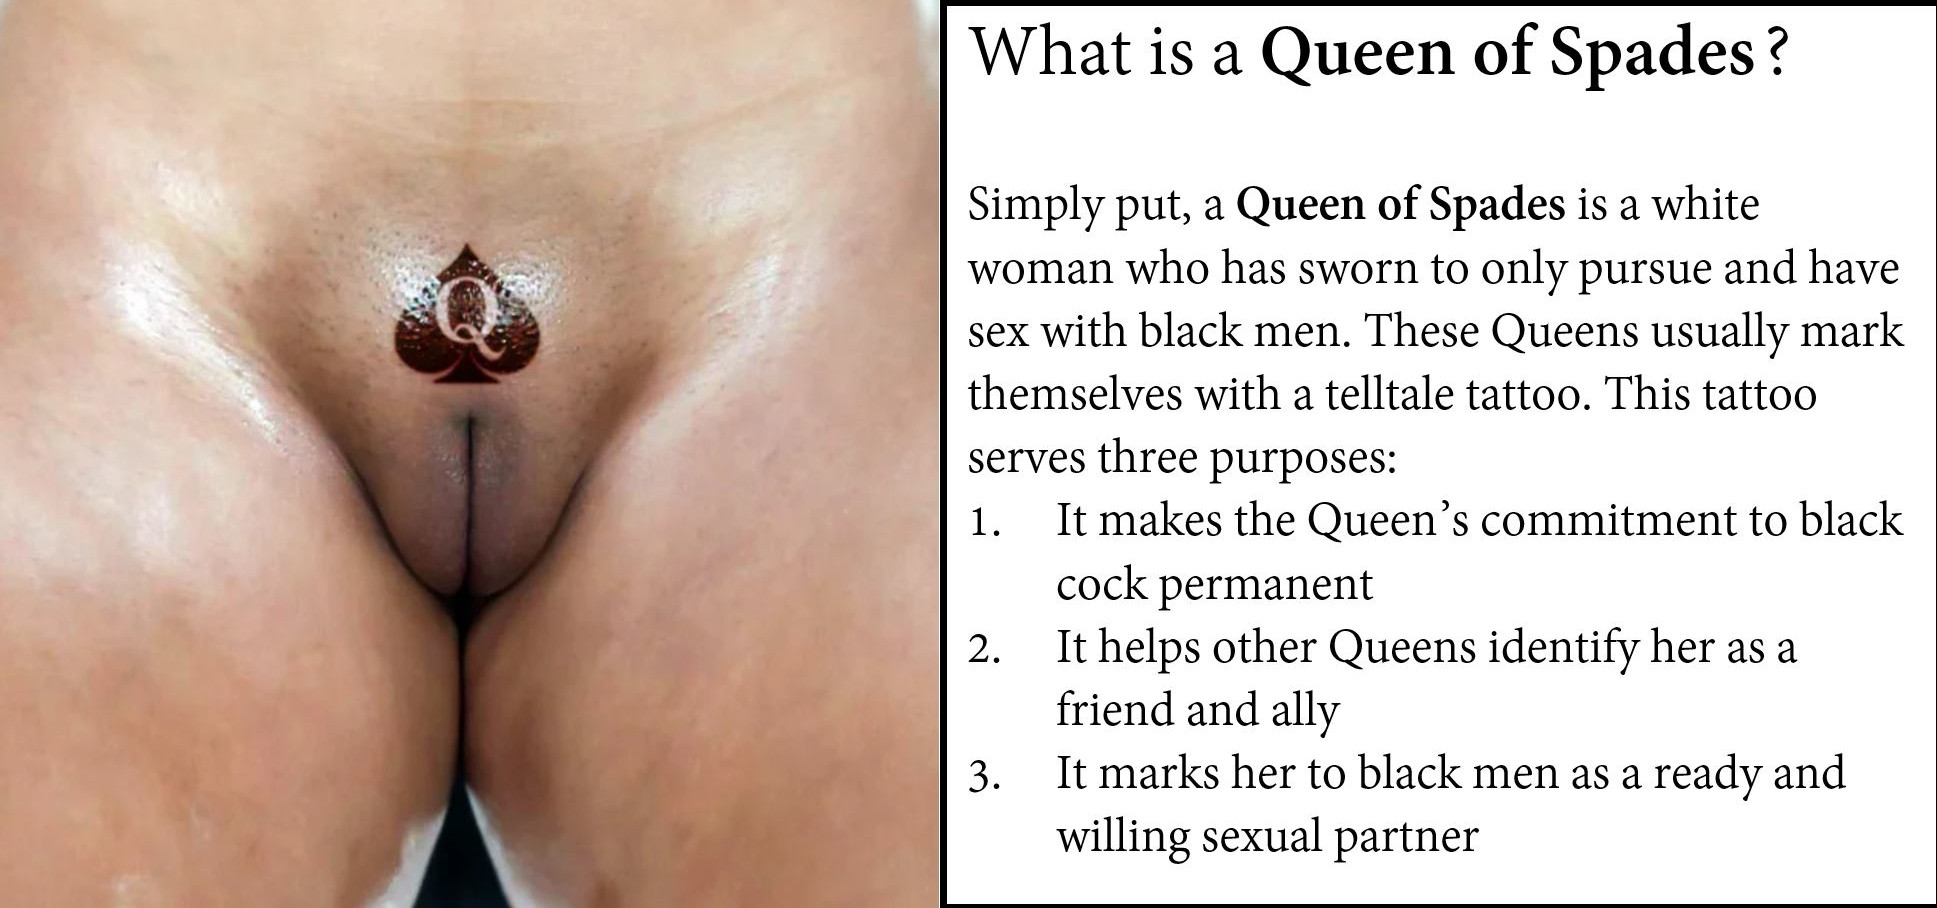 Q
What is a Queen of Spades?
Simply put, a Queen of Spades is a white
woman who has sworn to only pursue and have
sex with black men. These Queens usually mark
themselves with a telltale tattoo. This tattoo
serves three purposes:
1. It makes the Queen’s commitment to black
cock permanent
2. It helps other Queens identify her as a
friend and ally
3. It marks her to black men as a ready and
willing sexual partner